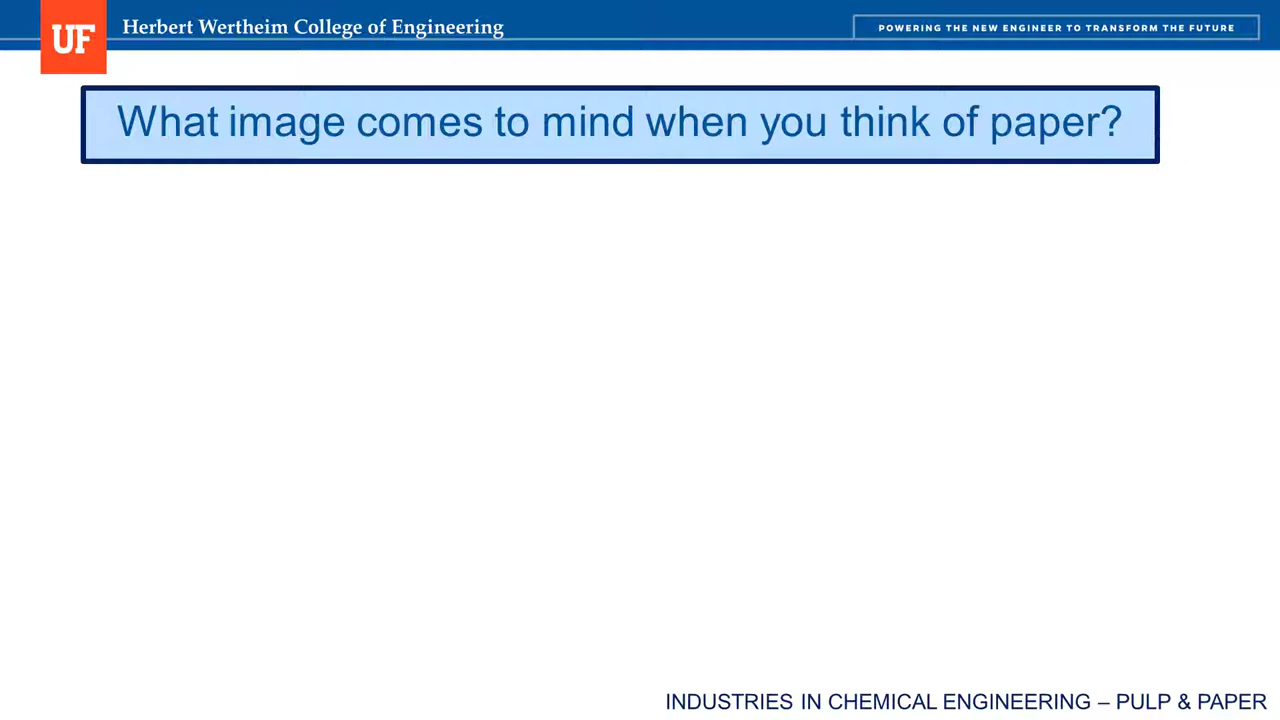 UF
Herbert Wertheim College of Engineering
POWERING THE NEW ENGINEER TO TRANSFORM THE FUTURE
What image comes to mind when you think of paper?
INDUSTRIES IN CHEMICAL ENGINEERING – PULP & PAPER